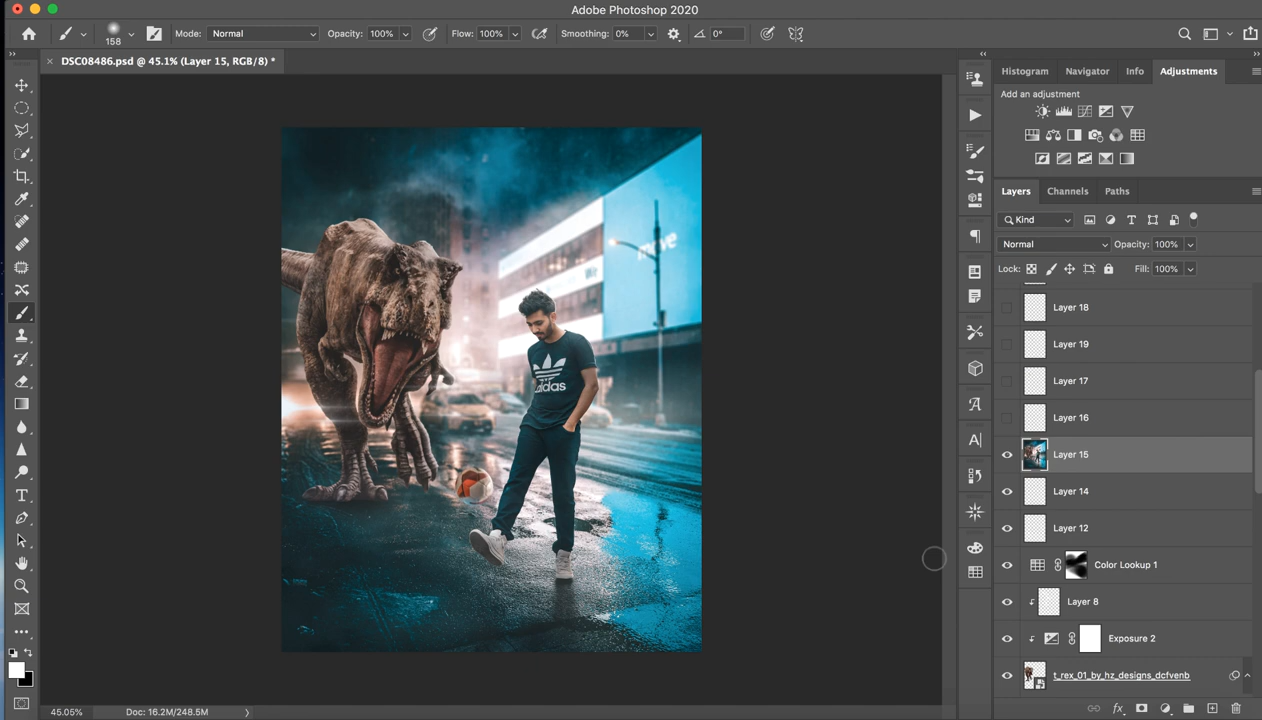 Adobe Photoshop 2020
158
Mode: Normal
Opacity: 100%
Flow: 100%
Smoothing: 0%
0°
DSC08486.psd @ 45.1% (Layer 15, RGB/8) *
Histogram
Navigator
Info
Adjustments
Add an adjustment
Layers
Channels
Paths
Kind
Normal
Opacity: 100%
Lock:
Fill: 100%
Layer 18
Layer 19
Layer 17
Layer 16
Layer 15
Layer 14
Layer 12
Color Lookup 1
Layer 8
Exposure 2
t_rex_01_by_hz_designs_dcfvenb
move
adidas
45.05%
Doc: 16.2M/248.5M